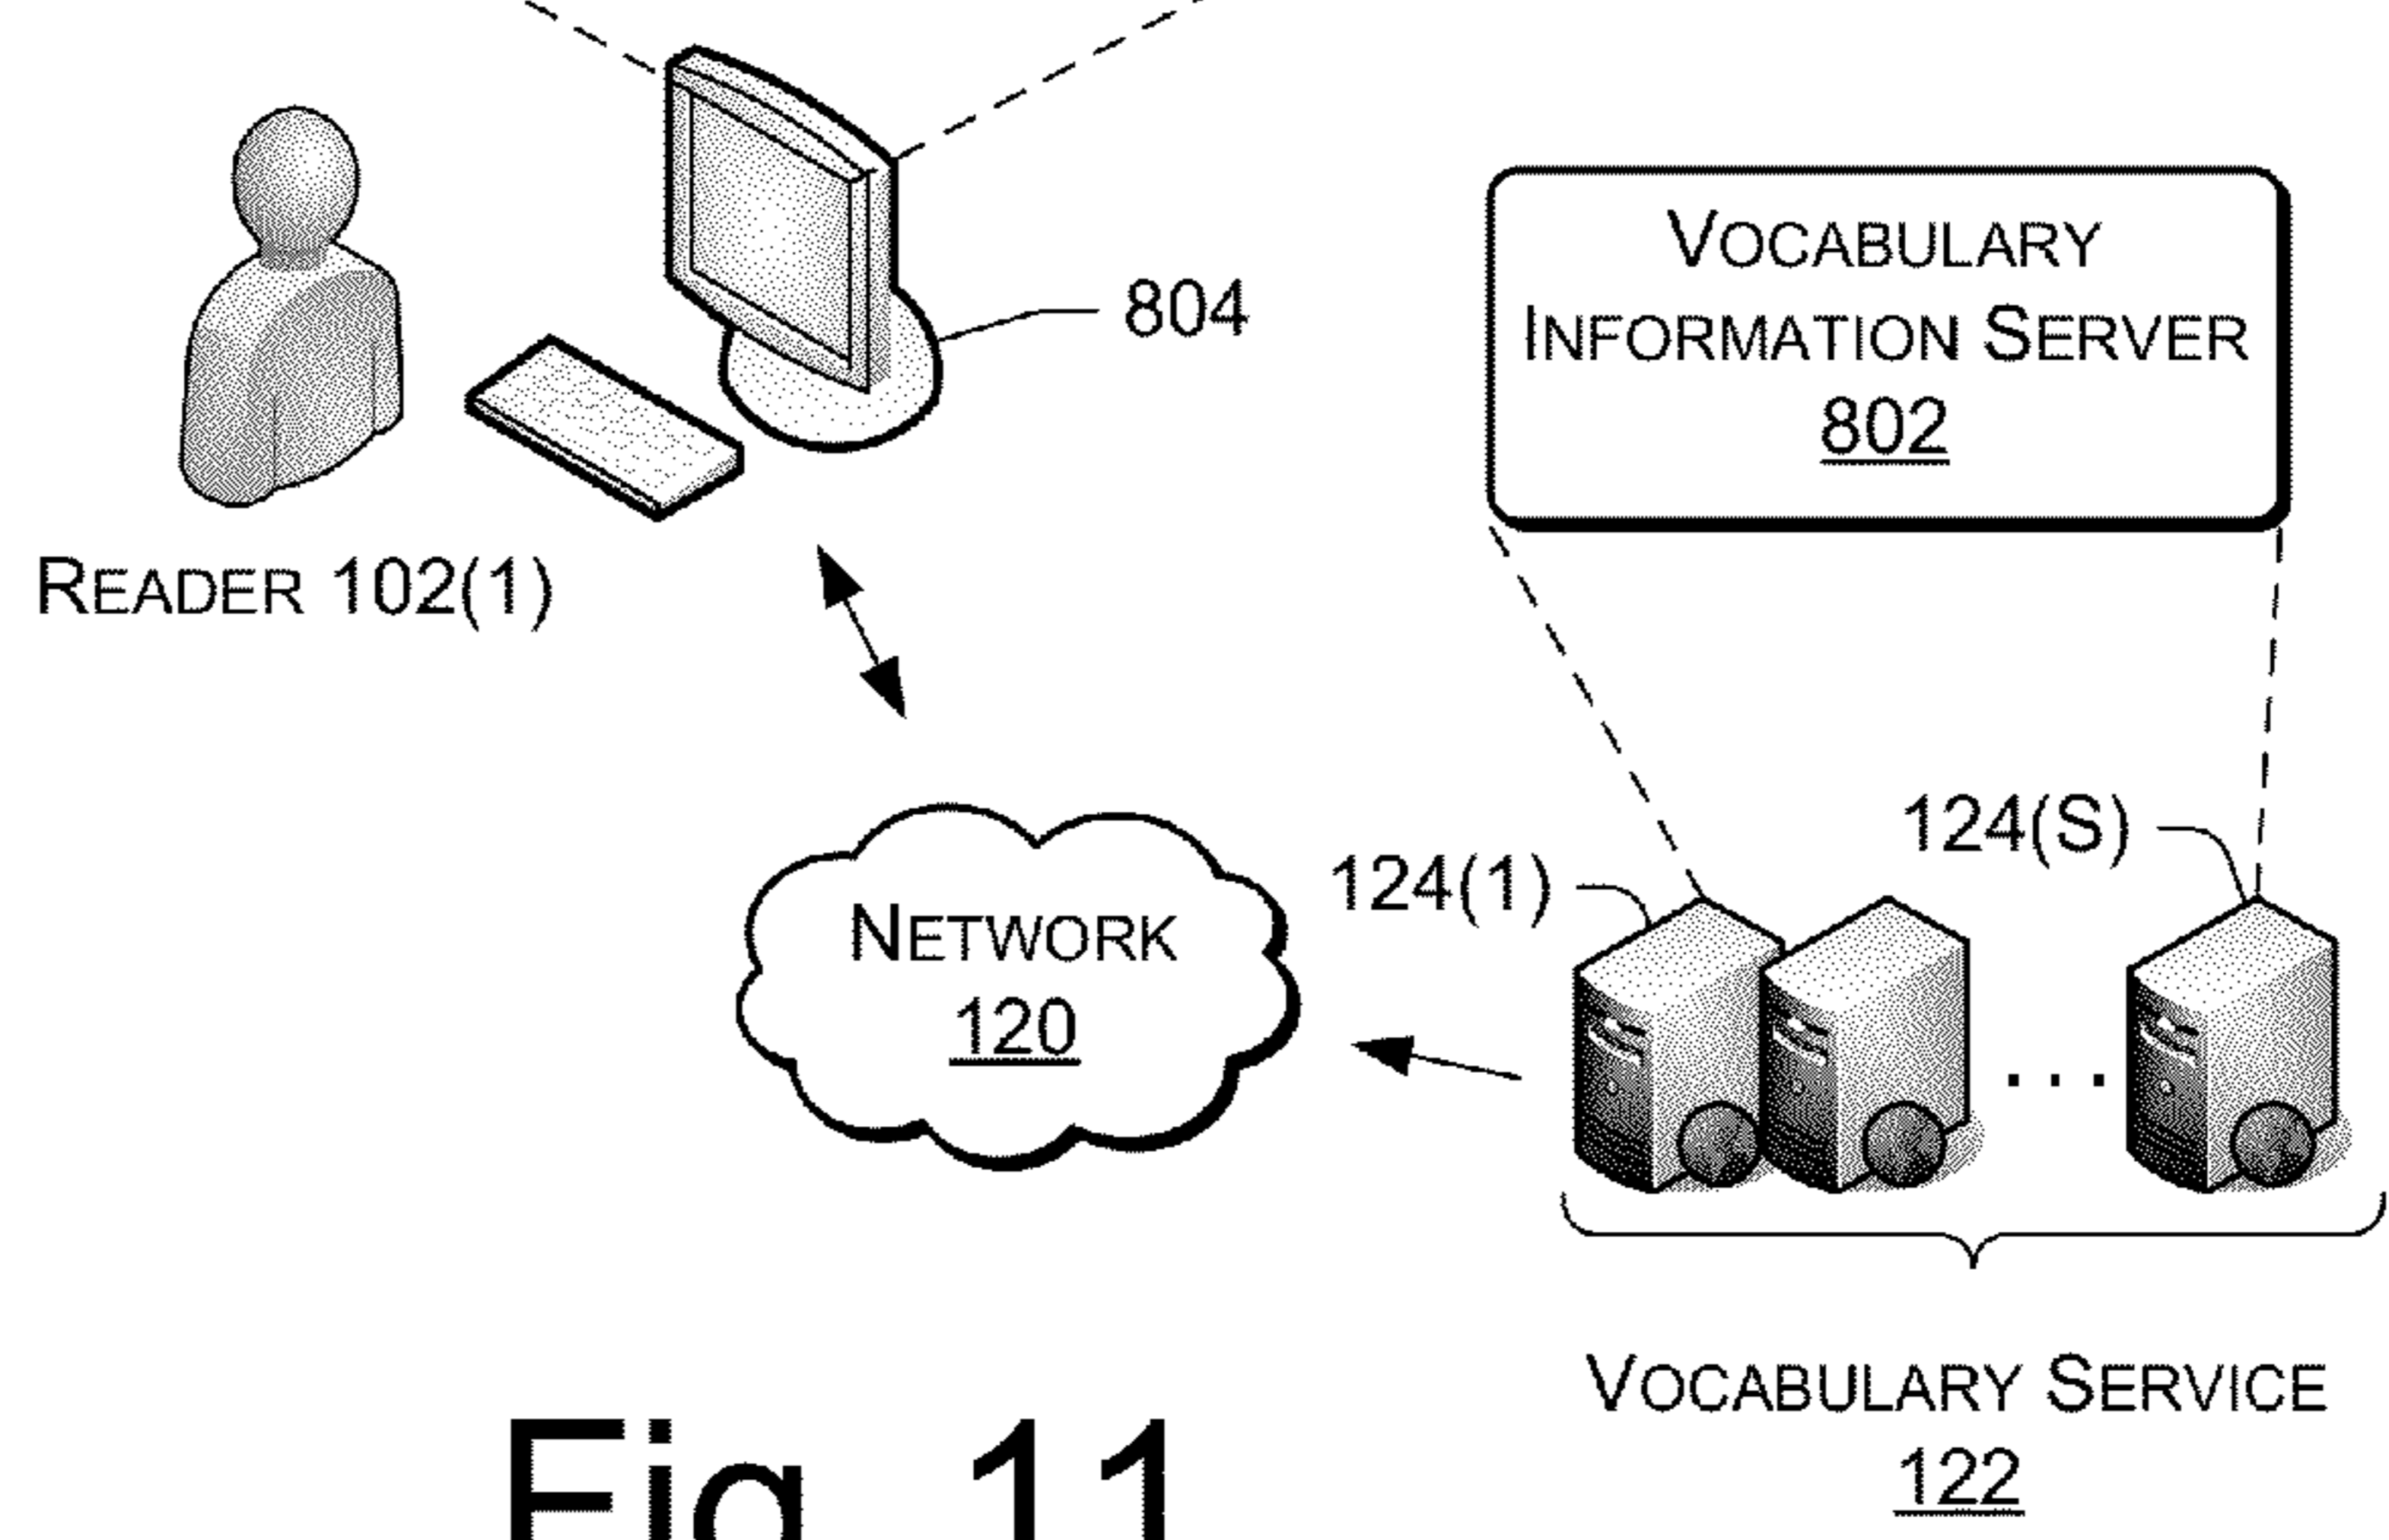 804
VOCABULARY
INFORMATION SERVER
802
READER 102(1)
124(S)
124(1)
NETWORK
120
...
VOCABULARY SERVICE
122
Fig. 11